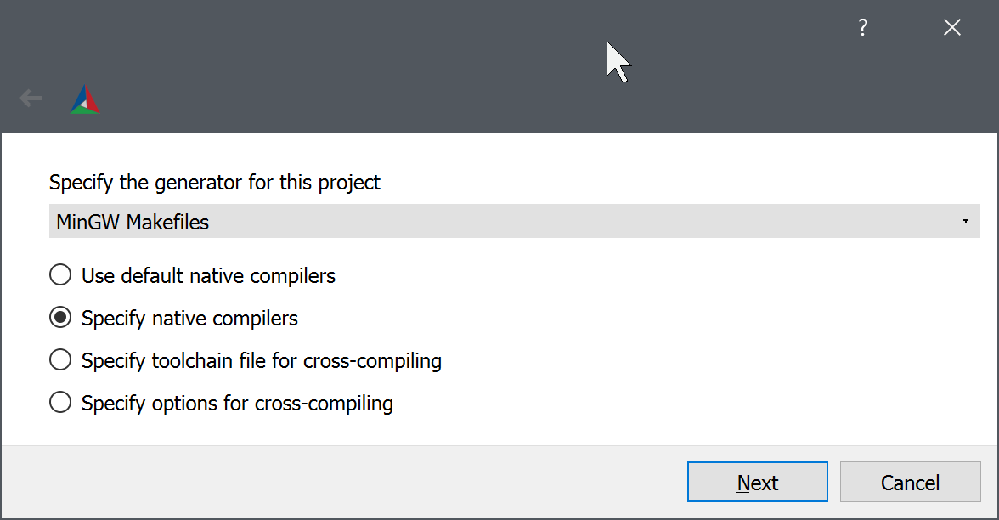 ?
Specify the generator for this project
MinGW Makefiles
Use default native compilers
Specify native compilers
Specify toolchain file for cross-compiling
Specify options for cross-compiling
Next Cancel